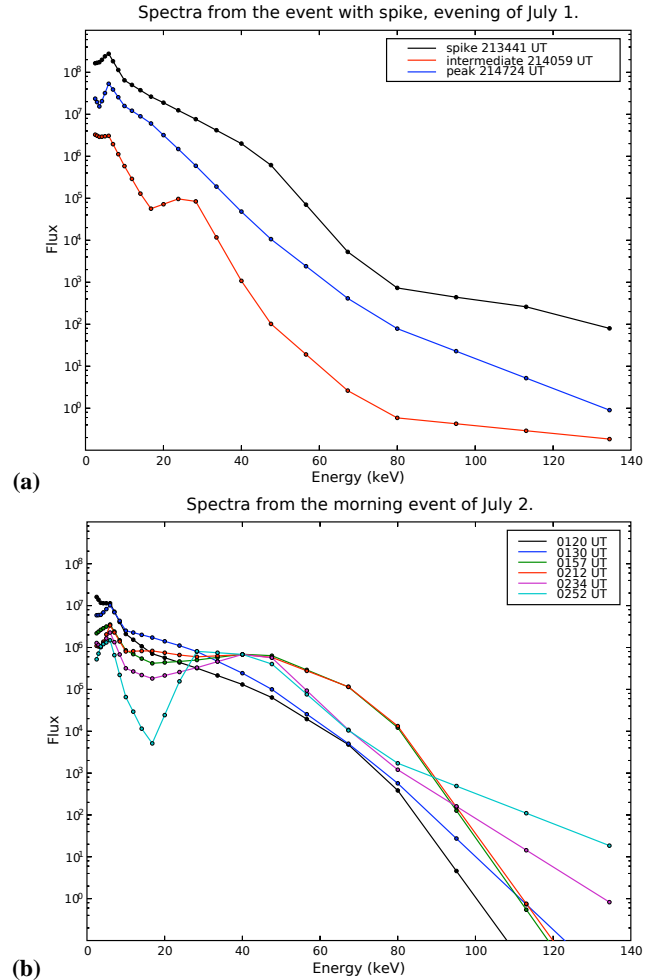 Spectra from the event with spike, evening of July 1.
10⁸
10⁷
10⁶
10⁵
10⁴
10³
10²
10¹
10⁰
Flux
spike 213441 UT
intermediate 214059 UT
peak 214724 UT
0 20 40 60 80 100 120 140
Energy (keV)
(a)
Spectra from the morning event of July 2.
10⁸
10⁷
10⁶
10⁵
10⁴
10³
10²
10¹
10⁰
Flux
0120 UT
0130 UT
0157 UT
0212 UT
0234 UT
0252 UT
0 20 40 60 80 100 120 140
Energy (keV)
(b)